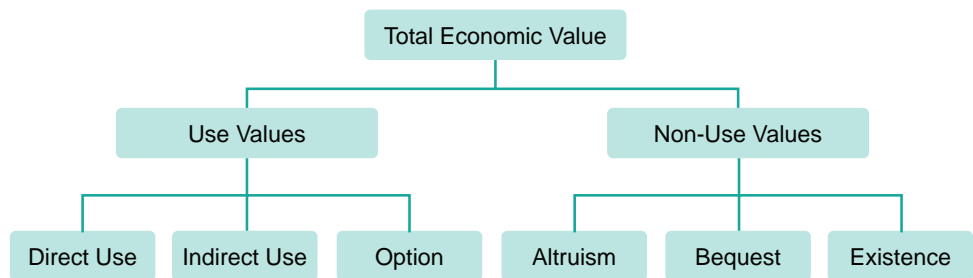 Total Economic Value
Use Values
Non-Use Values
Direct Use
Indirect Use
Option
Altruism
Bequest
Existence